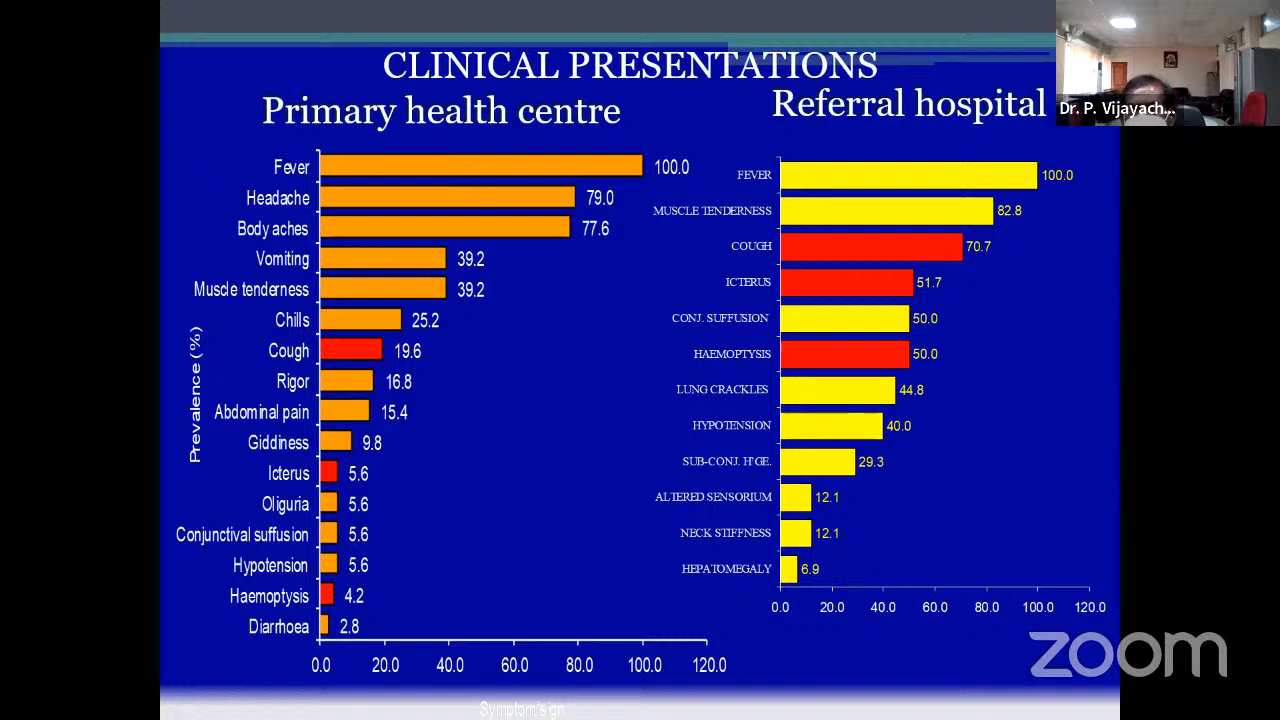 CLINICAL PRESENTATIONS
Primary health centre
Referral hospital
Dr. P. Vijayach...
Prevalence (%)
Fever 100.0
Headache 79.0
Body aches 77.6
Vomiting 39.2
Muscle tenderness 39.2
Chills 25.2
Cough 19.6
Rigor 16.8
Abdominal pain 15.4
Giddiness 9.8
Icterus 5.6
Oliguria 5.6
Conjunctival suffusion 5.6
Hypotension 5.6
Haemoptysis 4.2
Diarrhoea 2.8
0.0 20.0 40.0 60.0 80.0 100.0 120.0
Symptom/sign
FEVER 100.0
MUSCLE TENDERNESS 82.8
COUGH 70.7
ICTERUS 51.7
CONJ. SUFFUSION 50.0
HAEMOPTYSIS 50.0
LUNG CRACKLES 44.8
HYPOTENSION 40.0
SUB-CONJ. H'GE. 29.3
ALTERED SENSORIUM 12.1
NECK STIFFNESS 12.1
HEPATOMEGALY 6.9
0.0 20.0 40.0 60.0 80.0 100.0 120.0
zoom